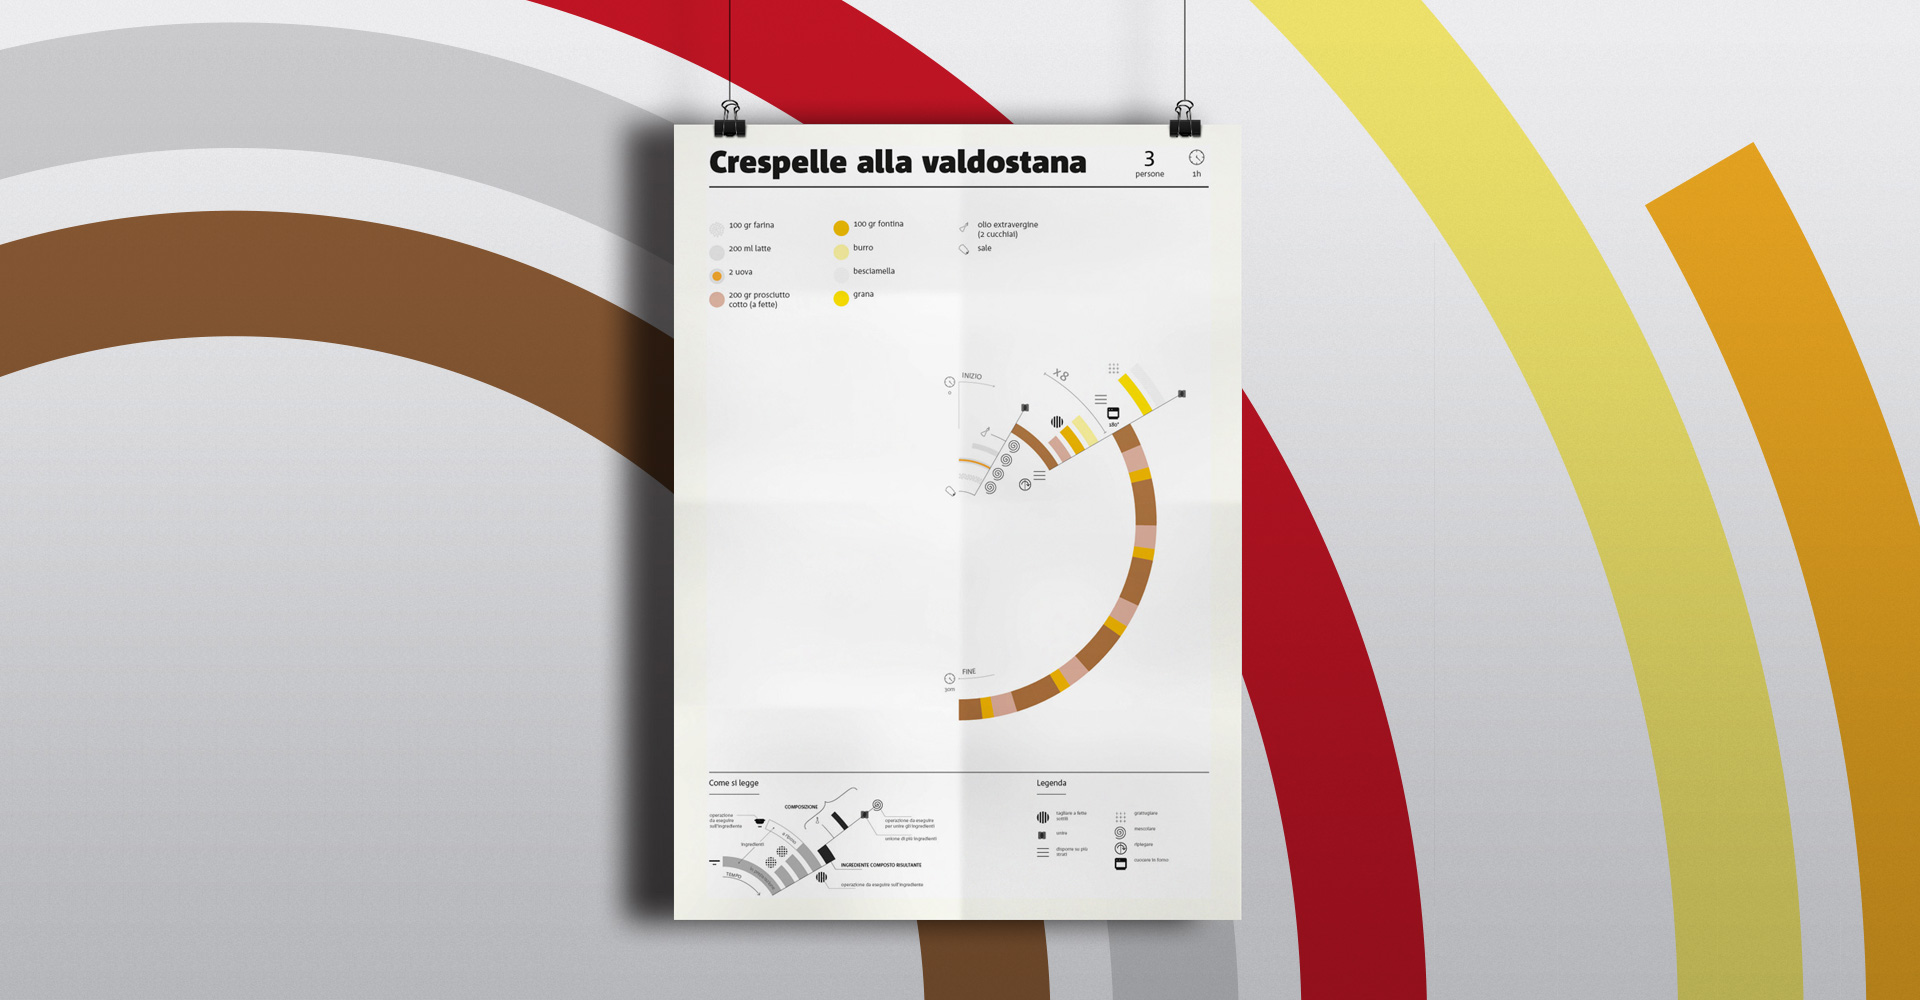 Crespelle alla valdostana
3
persone
1h
100 gr farina
200 ml latte
2 uova
200 gr prosciutto
cotto (a fette)
100 gr fontina
burro
besciamella
grana
olio extravergine
(2 cucchiai)
sale
INIZIO
0
x8
180°
FINE
30m
Come si legge
operazione
da eseguire
sull'ingrediente
ingredienti
TEMPO
COMPOSIZIONE
operazione da eseguire
per unire gli ingredienti
unione di più ingredienti
INGREDIENTE COMPOSTO RISULTANTE
operazione da eseguire sull'ingrediente
Legenda
tagliare a fette
sottili
unire
disporre su più
strati
grattugiare
mescolare
ripiegare
cuocere in forno